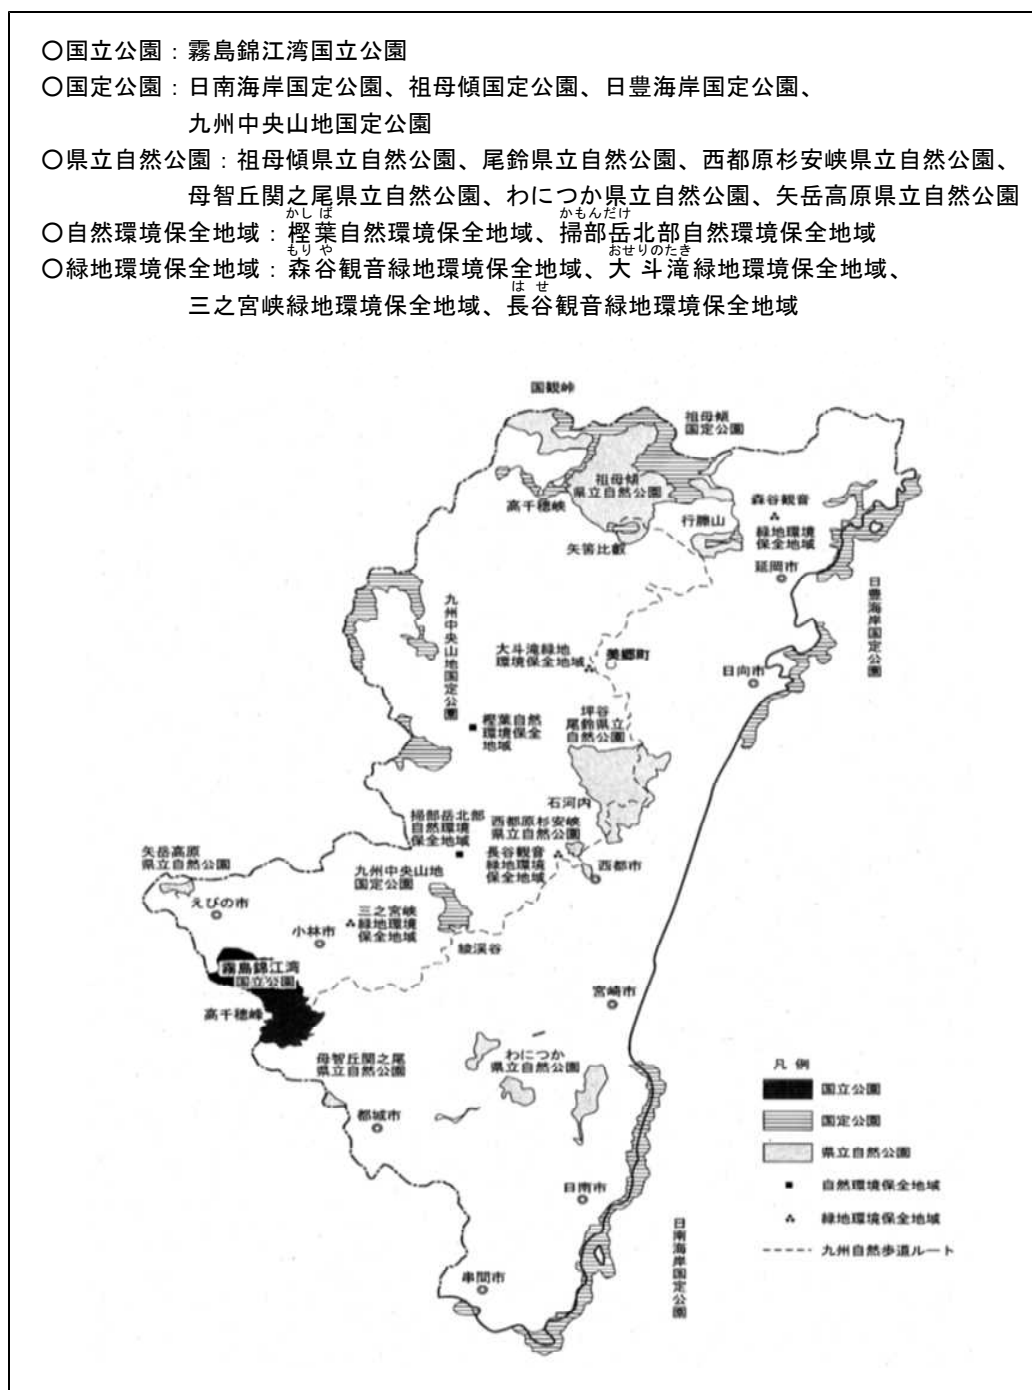 〇国立公園：霧島錦江湾国立公園
〇国定公園：日南海岸国定公園、祖母傾国定公園、日豊海岸国定公園、
九州中央山地国定公園
〇県立自然公園：祖母傾県立自然公園、尾鈴県立自然公園、西都原杉安峡県立自然公園、
母智丘関之尾県立自然公園、わにつか県立自然公園、矢岳高原県立自然公園
かしば
かもんだけ
〇自然環境保全地域：樫葉自然環境保全地域、掃部岳北部自然環境保全地域
もりや
おせりのたき
〇緑地環境保全地域：森谷観音緑地環境保全地域、大斗滝緑地環境保全地域、
はせ
三之宮峡緑地環境保全地域、長谷観音緑地環境保全地域
国観峠
祖母傾
国定公園
祖母傾
県立自然公園
高千穂峡
森谷観音
緑地環境
保全地域
行縢山
矢筈比叡
延岡市
日豊海岸国定公園
九州中央山地国定公園
大斗滝緑地
環境保全地域
美郷町
日向市
坪谷
尾鈴県立
自然公園
樫葉自然
環境保全
地域
石河内
掃部岳北部
自然環境
保全地域
西都原杉安峡
県立自然公園
長谷観音
緑地環境
保全地域
西都市
矢岳高原
県立自然公園
九州中央山地
国定公園
えびの市
三之宮峡
緑地環境
保全地域
小林市
綾渓谷
霧島錦江湾
国立公園
宮崎市
高千穂峰
母智丘関之尾
県立自然公園
わにつか
県立自然公園
都城市
凡例
国立公園
国定公園
県立自然公園
自然環境保全地域
緑地環境保全地域
九州自然歩道ルート
日南市
日南海岸国定公園
串間市